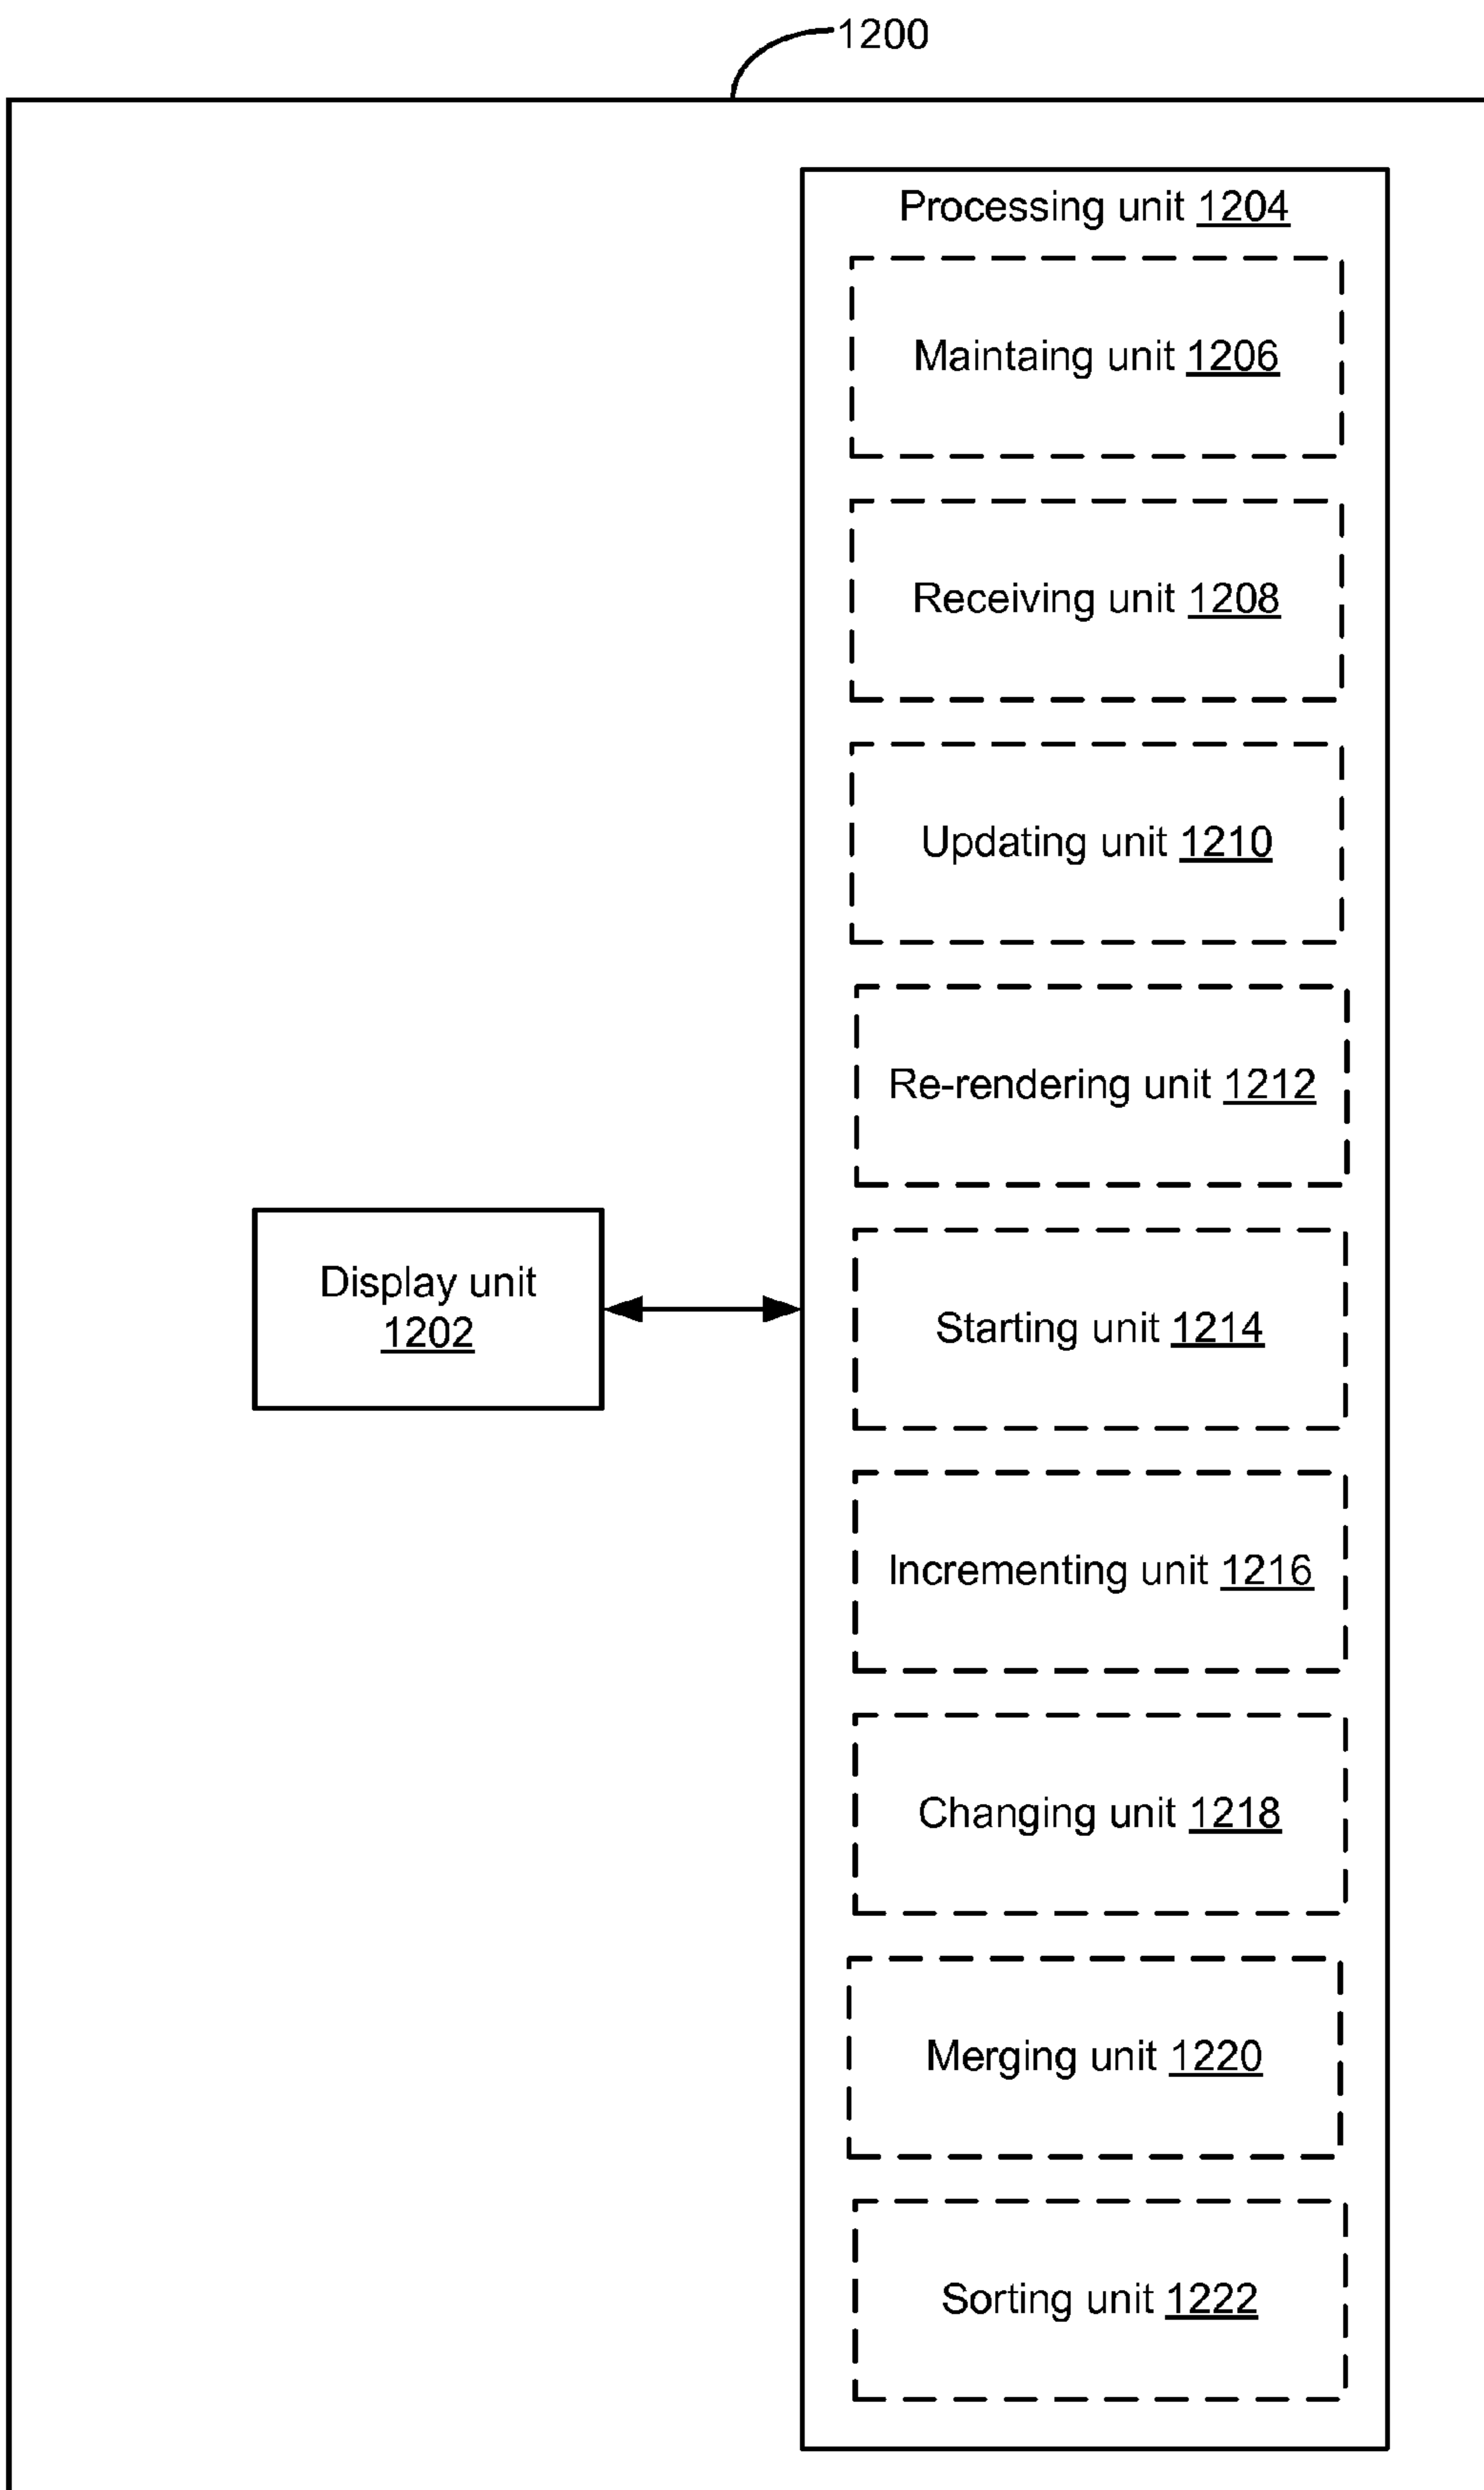 1200
Processing unit 1204
Maintaing unit 1206
Receiving unit 1208
Updating unit 1210
Re-rendering unit 1212
Display unit
1202
Starting unit 1214
Incrementing unit 1216
Changing unit 1218
Merging unit 1220
Sorting unit 1222